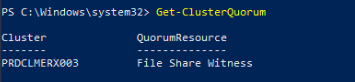 PS C:\Windows\system32> Get-ClusterQuorum
Cluster QuorumResource
------- --------------
PRDCLMERX003 File Share Witness